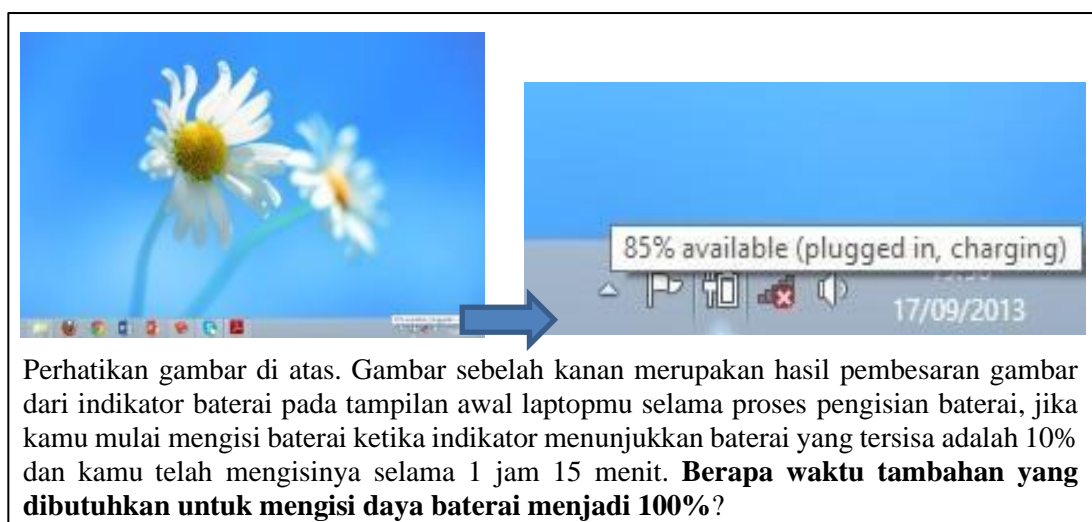 85% available (plugged in, charging)
17/09/2013
Perhatikan gambar di atas. Gambar sebelah kanan merupakan hasil pembesaran gambar
dari indikator baterai pada tampilan awal laptopmu selama proses pengisian baterai, jika
kamu mulai mengisi baterai ketika indikator menunjukkan baterai yang tersisa adalah 10%
dan kamu telah mengisinya selama 1 jam 15 menit. Berapa waktu tambahan yang
dibutuhkan untuk mengisi daya baterai menjadi 100%?